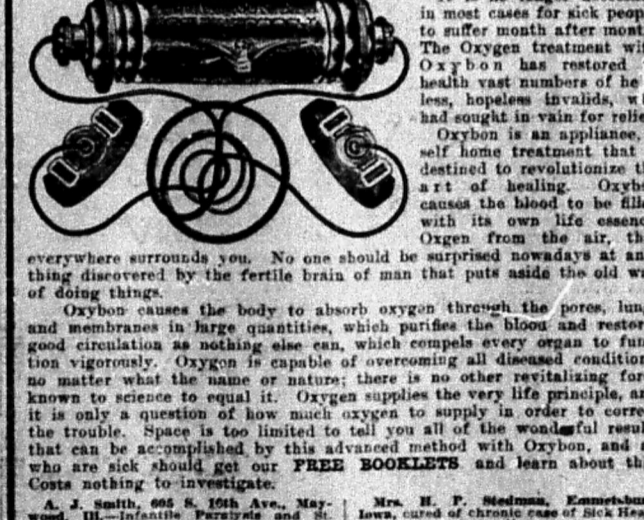 in most cases for sick peop
to suffer month after mont
The Oxygen treatment wi
Oxybon has restored
health vast numbers of he
less, hopeless invalids, w
had sought in vain for relie
Oxybon is an appliance,
self home treatment that
destined to revolutionize t
art of healing. Oxyb
causes the blood to be fill
with its own life essenc
Oxgen from the air, th
everywhere surrounds you. No one should be surprised nowadays at an
thing discovered by the fertile brain of man that puts aside the old w
of doing things.
Oxybon causes the body to absorb oxygen through the pores, lun
and membranes in large quantities, which purifies the blood and restor
good circulation as nothing else can, which compels every organ to fun
tion vigorously. Oxygen is capable of overcoming all diseased condition
no matter what the name or nature; there is no other revitalizing for
known to science to equal it. Oxygen supplies the very life principle, a
it is only a question of how much oxygen to supply in order to corre
the trouble. Space is too limited to tell you all of the wonderful resul
that can be accomplished by this advanced method with Oxybon, and
who are sick should get our FREE BOOKLETS and learn about th
Costs nothing to investigate.
A. J. Smith, 605 S. 16th Ave., May-
wood, Ill.—Infantile Paralysis and St.
Mrs. H. P. Stedman, Emmetsbu
Iowa, cured of chronic case of Sick He